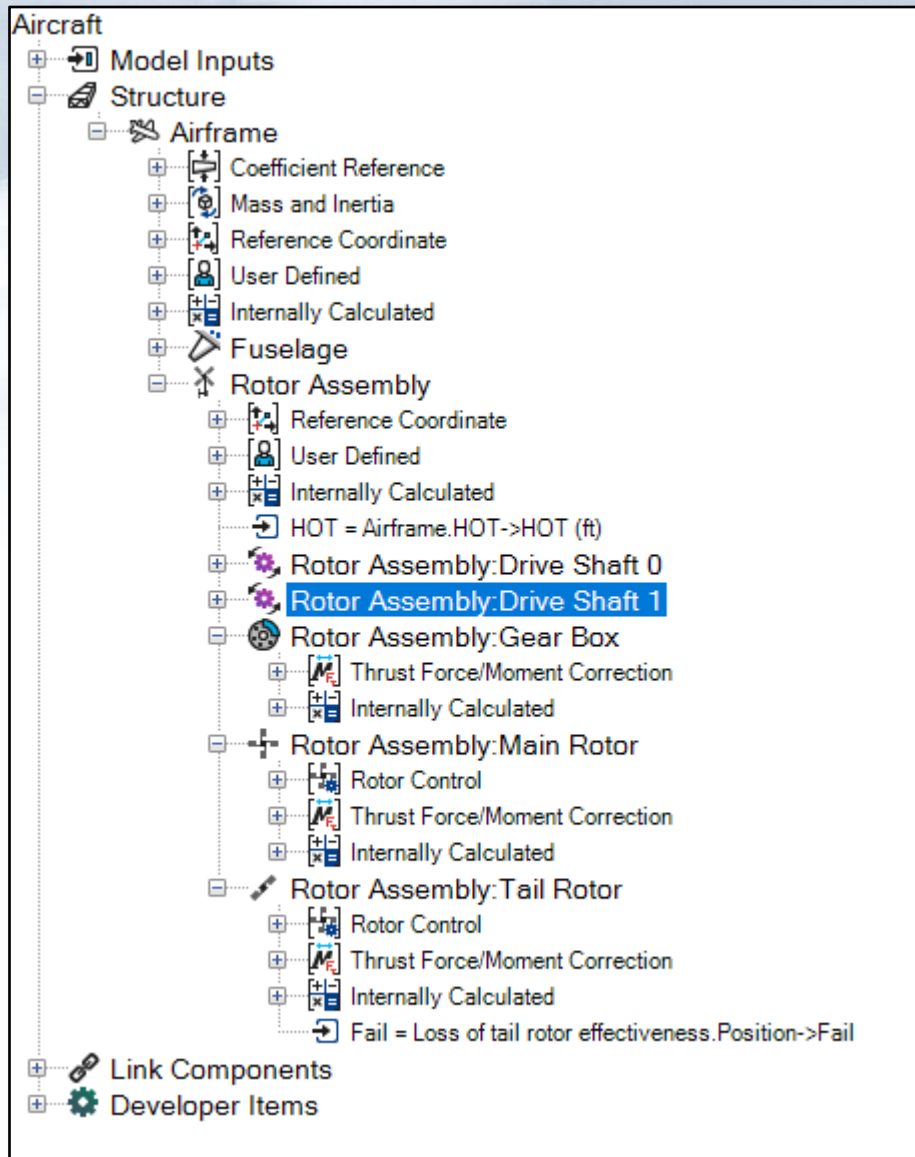 Aircraft
Model Inputs
Structure
Airframe
Coefficient Reference
Mass and Inertia
Reference Coordinate
User Defined
Internally Calculated
Fuselage
Rotor Assembly
Reference Coordinate
User Defined
Internally Calculated
HOT = Airframe.HOT->HOT (ft)
Rotor Assembly:Drive Shaft 0
Rotor Assembly:Drive Shaft 1
Rotor Assembly:Gear Box
Thrust Force/Moment Correction
Internally Calculated
Rotor Assembly:Main Rotor
Rotor Control
Thrust Force/Moment Correction
Internally Calculated
Rotor Assembly:Tail Rotor
Rotor Control
Thrust Force/Moment Correction
Internally Calculated
Fail = Loss of tail rotor effectiveness.Position->Fail
Link Components
Developer Items